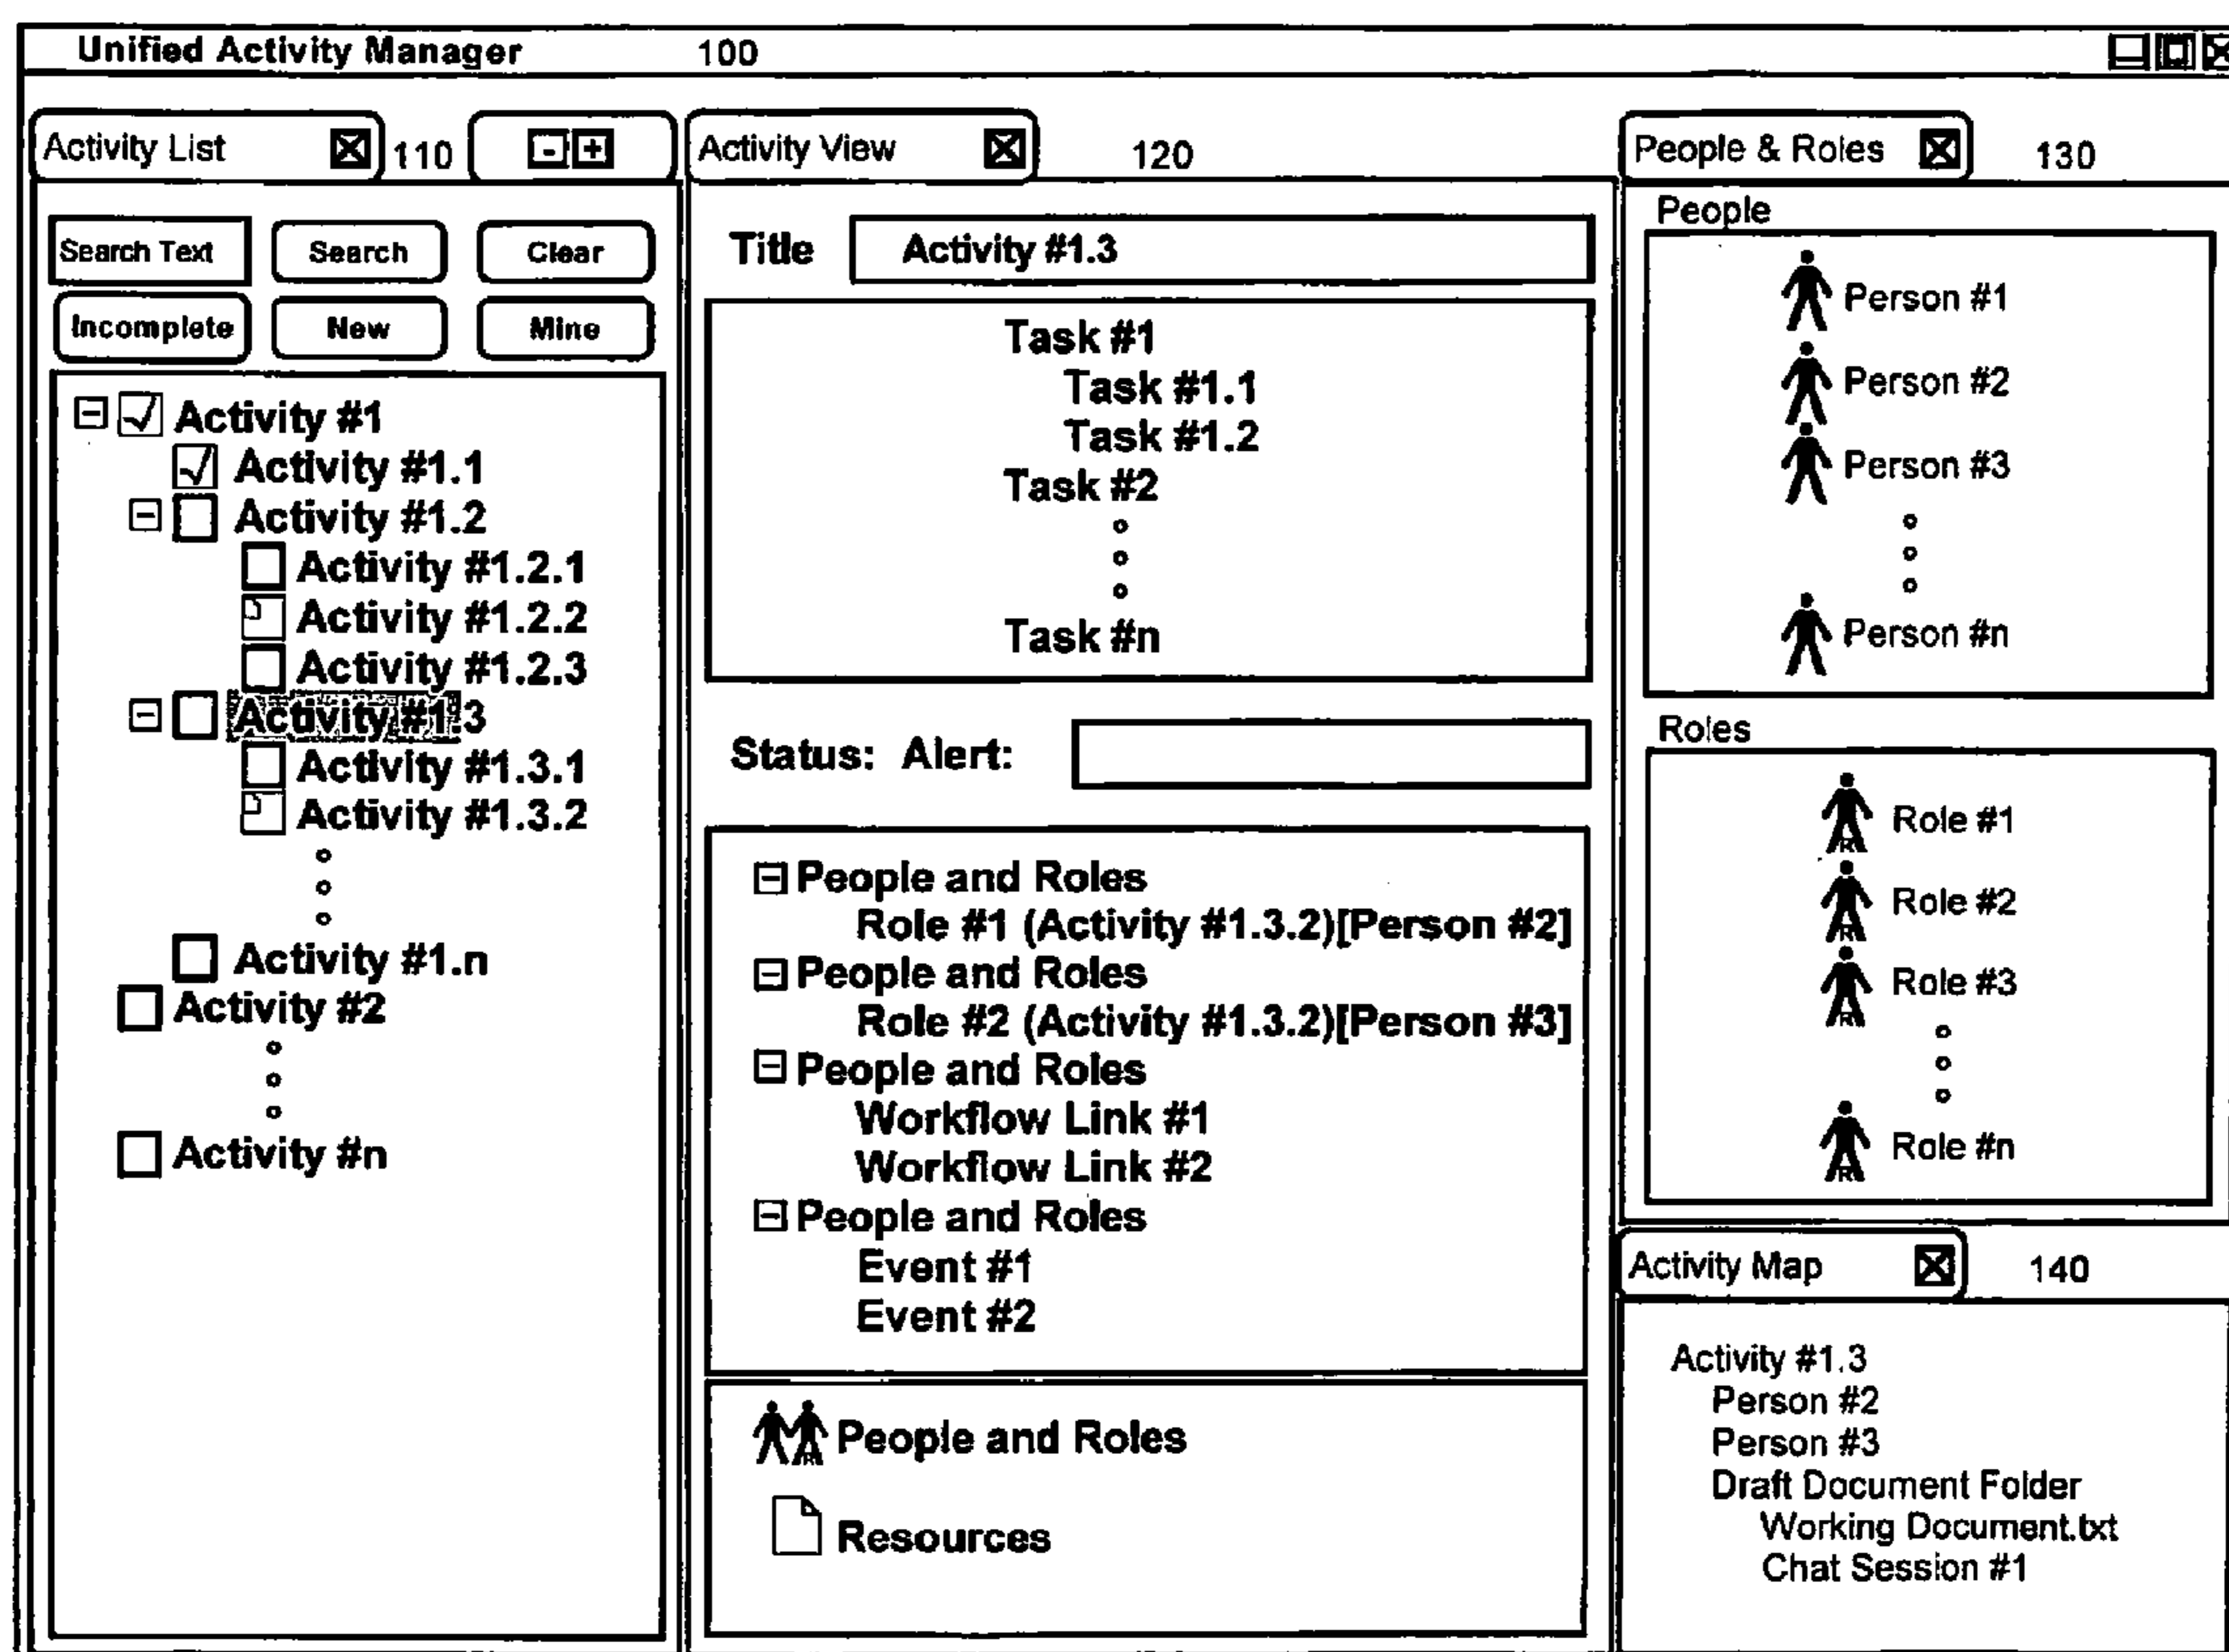 Unified Activity Manager 100
Activity List 110 - +
Search Text Search Clear
Incomplete New Mine
Activity #1
Activity #1.1
Activity #1.2
Activity #1.2.1
Activity #1.2.2
Activity #1.2.3
Activity #1.3
Activity #1.3.1
Activity #1.3.2
Activity #1.n
Activity #2
Activity #n
Activity View 120
Title Activity #1.3
Task #1
Task #1.1
Task #1.2
Task #2
Task #n
Status: Alert:
People and Roles
Role #1 (Activity #1.3.2)[Person #2]
People and Roles
Role #2 (Activity #1.3.2)[Person #3]
People and Roles
Workflow Link #1
Workflow Link #2
People and Roles
Event #1
Event #2
R People and Roles
Resources
People & Roles 130
People
Person #1
Person #2
Person #3
Person #n
Roles
R Role #1
R Role #2
R Role #3
R Role #n
Activity Map 140
Activity #1.3
Person #2
Person #3
Draft Document Folder
Working Document.txt
Chat Session #1